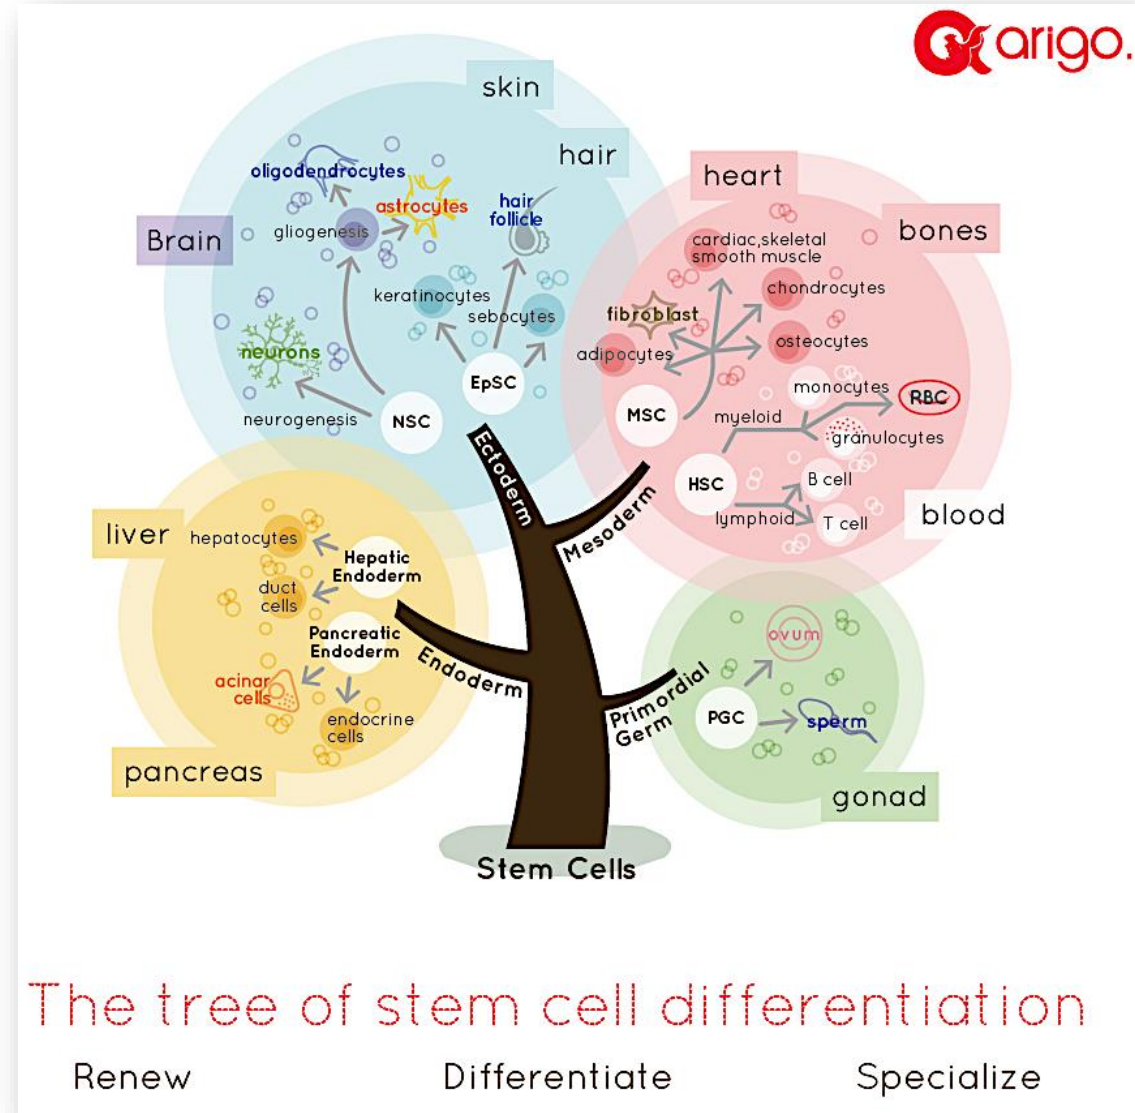 arigo.
skin
hair
oligodendrocytes
astrocytes
hair
follicle
gliogenesis
Brain
keratinocytes
sebocytes
neurons
EpSC
neurogenesis
NSC
heart
bones
cardiac,skeletal
smooth muscle
chondrocytes
fibroblast
osteocytes
adipocytes
monocytes
RBC
MSC
myeloid
granulocytes
HSC
B cell
lymphoid
T cell
blood
Ectoderm
Mesoderm
liver
hepatocytes
Hepatic
Endoderm
duct
cells
Pancreatic
Endoderm
Endoderm
acinar
cells
endocrine
cells
pancreas
Primordial
Germ
ovum
PGC
sperm
gonad
Stem Cells
The tree of stem cell differentiation
Renew
Differentiate
Specialize